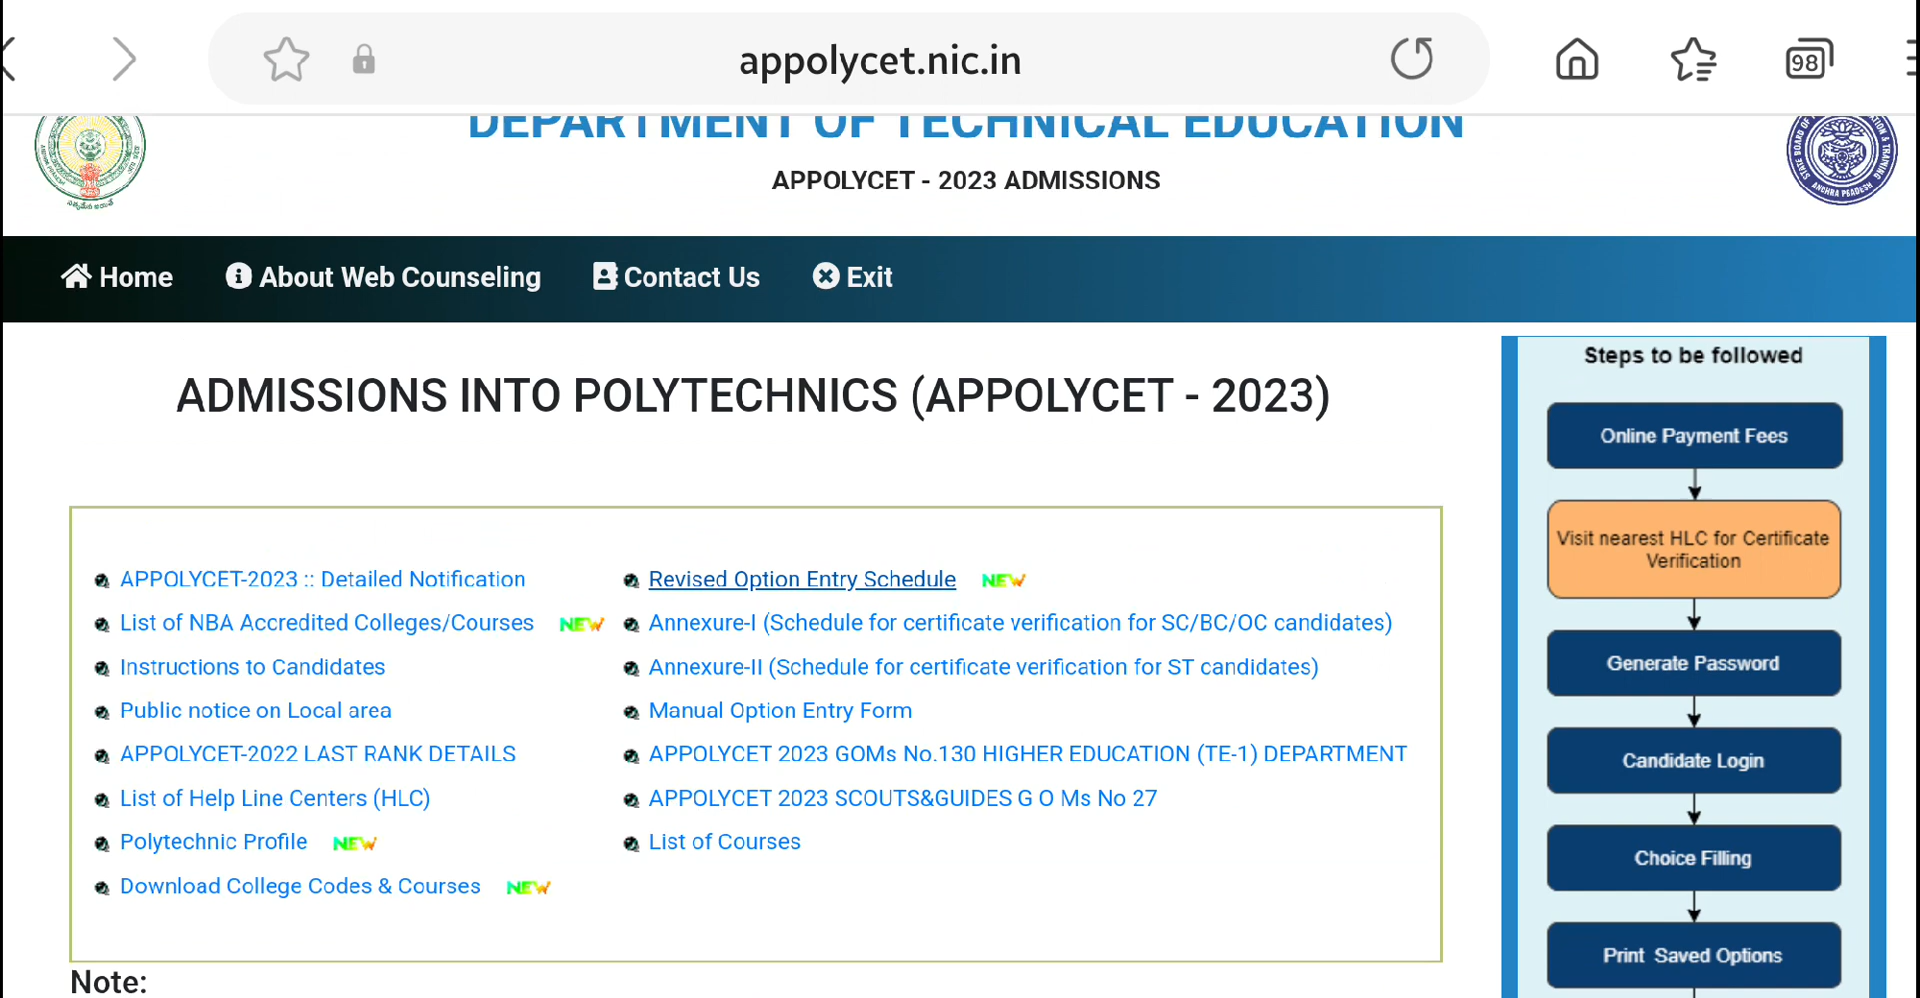 appolycet.nic.in
98
DEPARTMENT OF TECHNICAL EDUCATION
APPOLYCET - 2023 ADMISSIONS
STATE BOARD OF
& TRAINING
ANDHRA PRADESH
Home
About Web Counseling
Contact Us
Exit
ADMISSIONS INTO POLYTECHNICS (APPOLYCET - 2023)
APPOLYCET-2023 :: Detailed Notification
List of NBA Accredited Colleges/Courses NEW
Instructions to Candidates
Public notice on Local area
APPOLYCET-2022 LAST RANK DETAILS
List of Help Line Centers (HLC)
Polytechnic Profile NEW
Download College Codes & Courses NEW
Revised Option Entry Schedule NEW
Annexure-I (Schedule for certificate verification for SC/BC/OC candidates)
Annexure-II (Schedule for certificate verification for ST candidates)
Manual Option Entry Form
APPOLYCET 2023 GOMs No.130 HIGHER EDUCATION (TE-1) DEPARTMENT
APPOLYCET 2023 SCOUTS&GUIDES G O Ms No 27
List of Courses
Note:
Steps to be followed
Online Payment Fees
Visit nearest HLC for Certificate
Verification
Generate Password
Candidate Login
Choice Filling
Print Saved Options